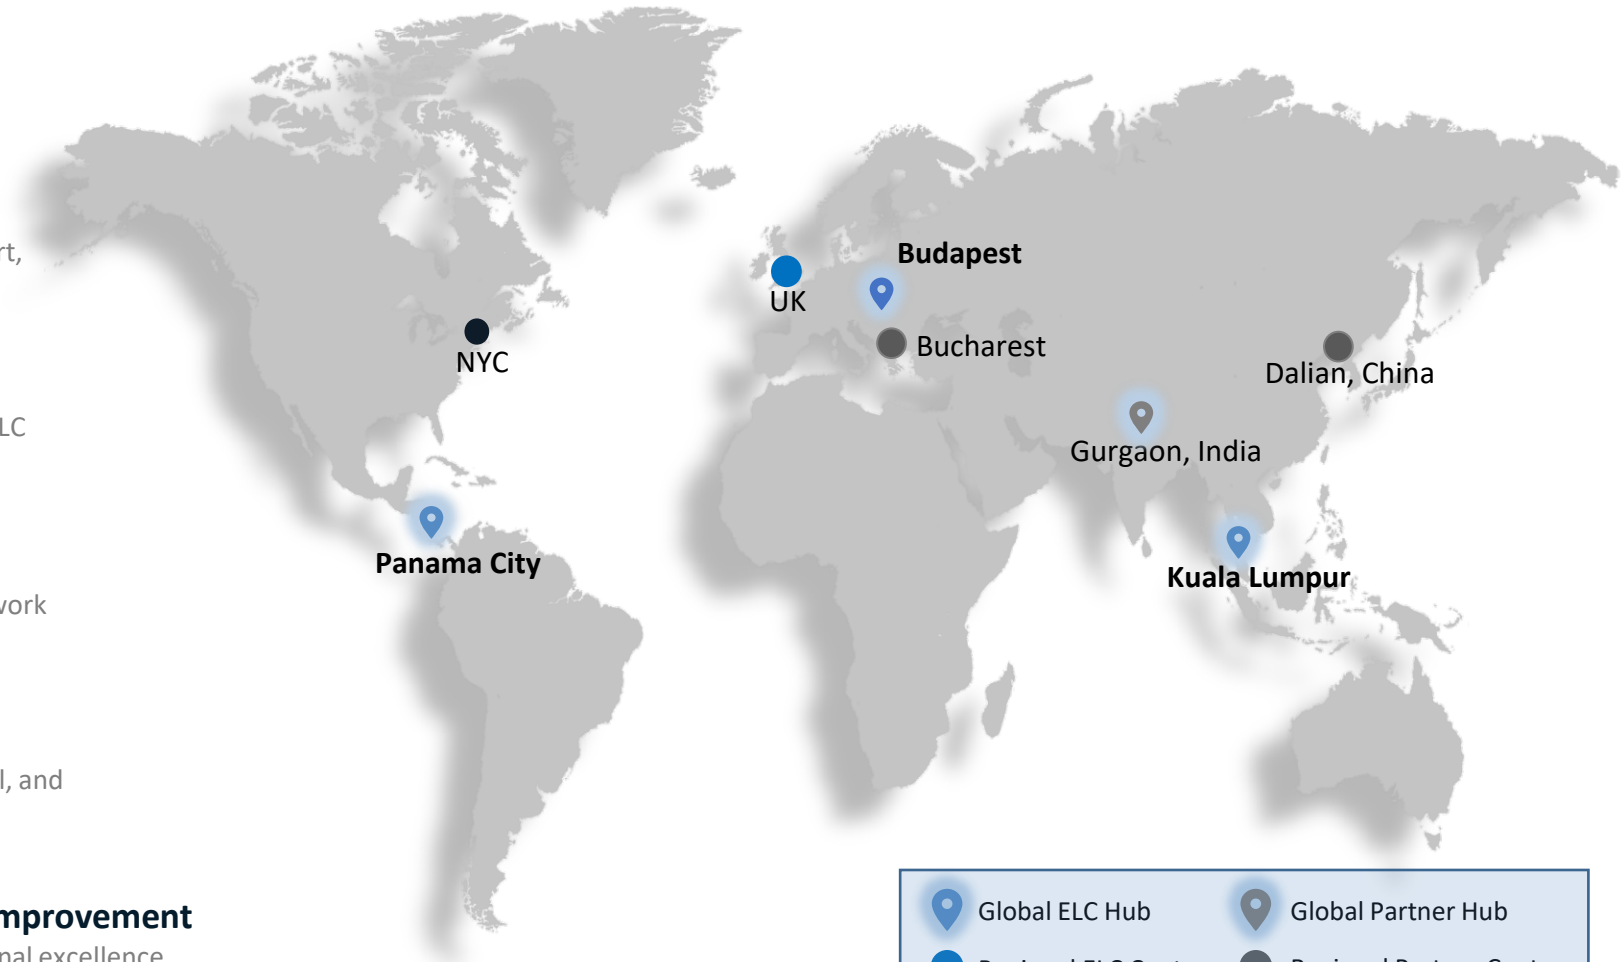 rt,
LC
work
l, and
mprovement
nal excellence
Budapest
UK
Bucharest
NYC
Dalian, China
Gurgaon, India
Panama City
Kuala Lumpur
Global ELC Hub
Global Partner Hub